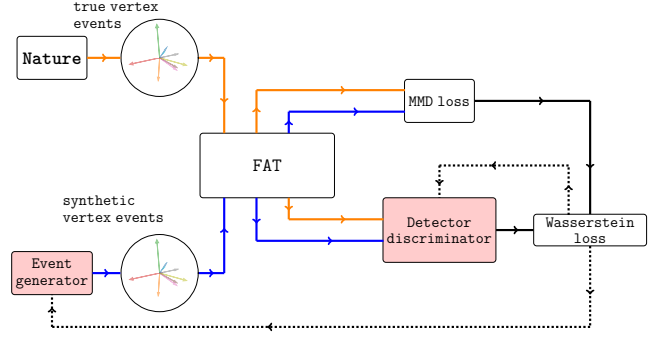 true vertex
events
Nature
MMD loss
FAT
synthetic
vertex events
Detector
discriminator
Wasserstein
loss
Event
generator